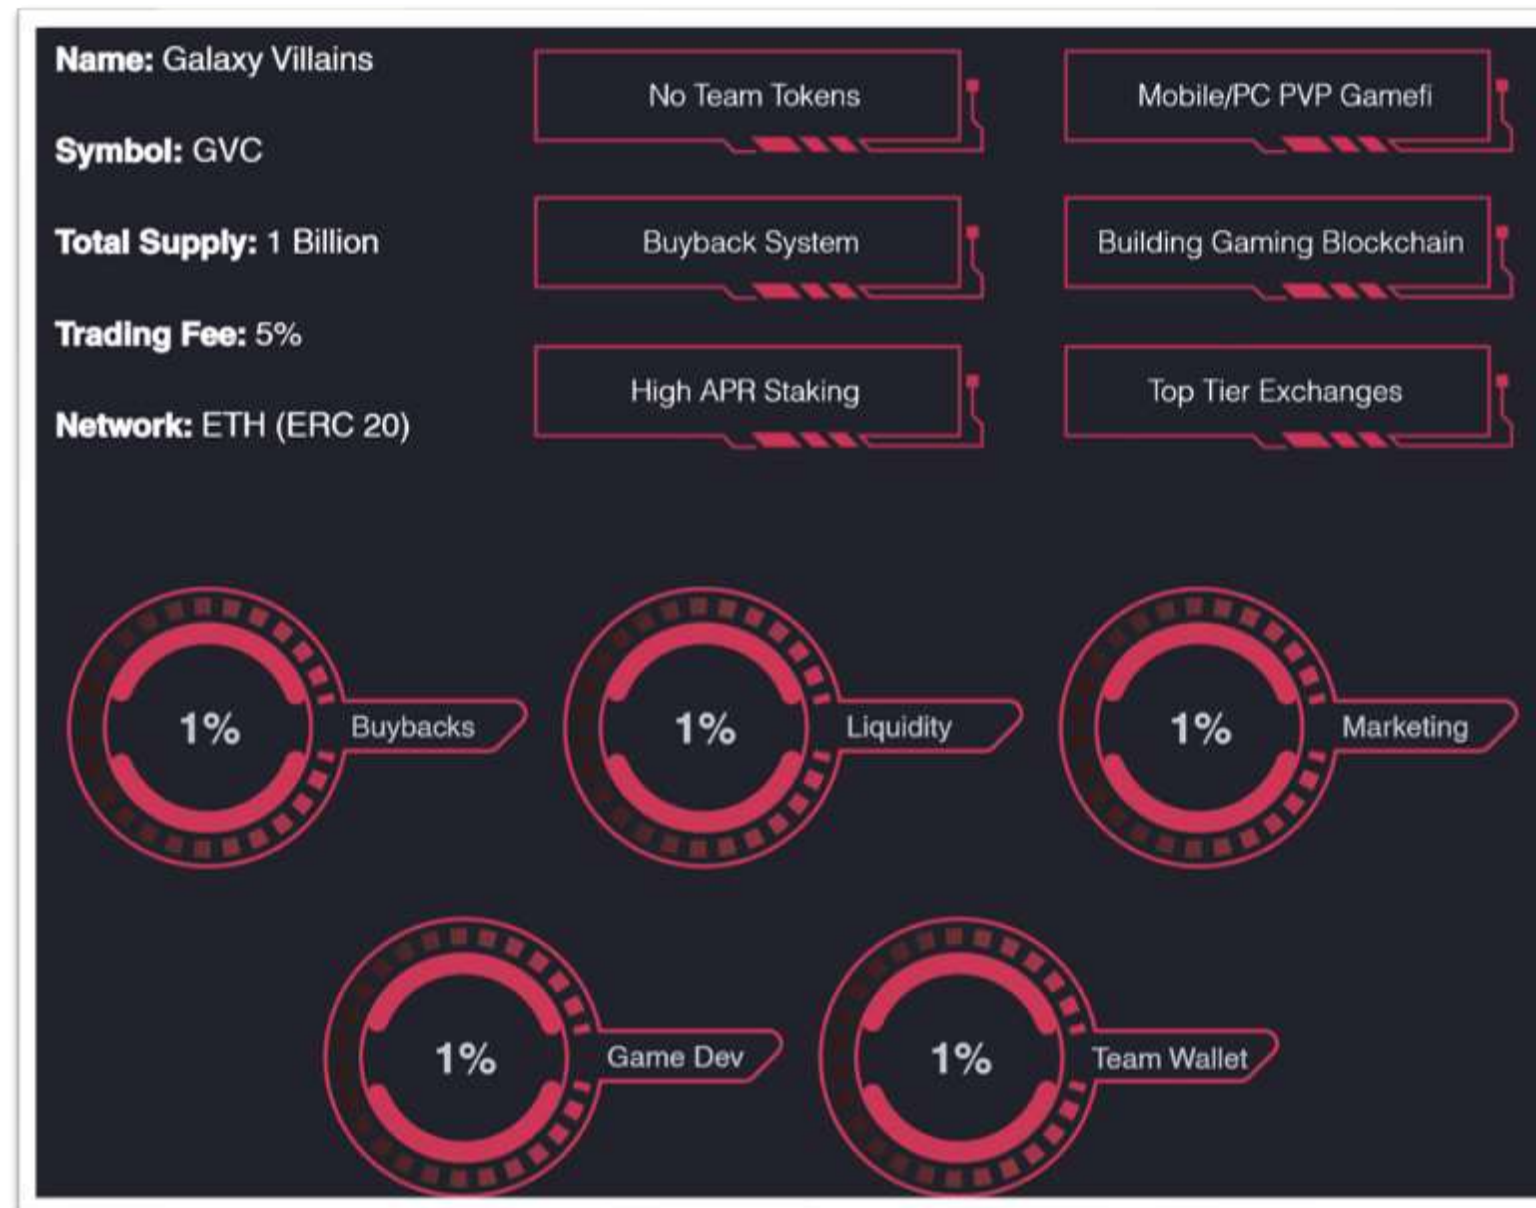 Name: Galaxy Villains
Symbol: GVC
Total Supply: 1 Billion
Trading Fee: 5%
Network: ETH (ERC 20)
No Team Tokens
Mobile/PC PVP Gamefi
Buyback System
Building Gaming Blockchain
High APR Staking
Top Tier Exchanges
1%
Buybacks
1%
Liquidity
1%
Marketing
1%
Game Dev
1%
Team Wallet